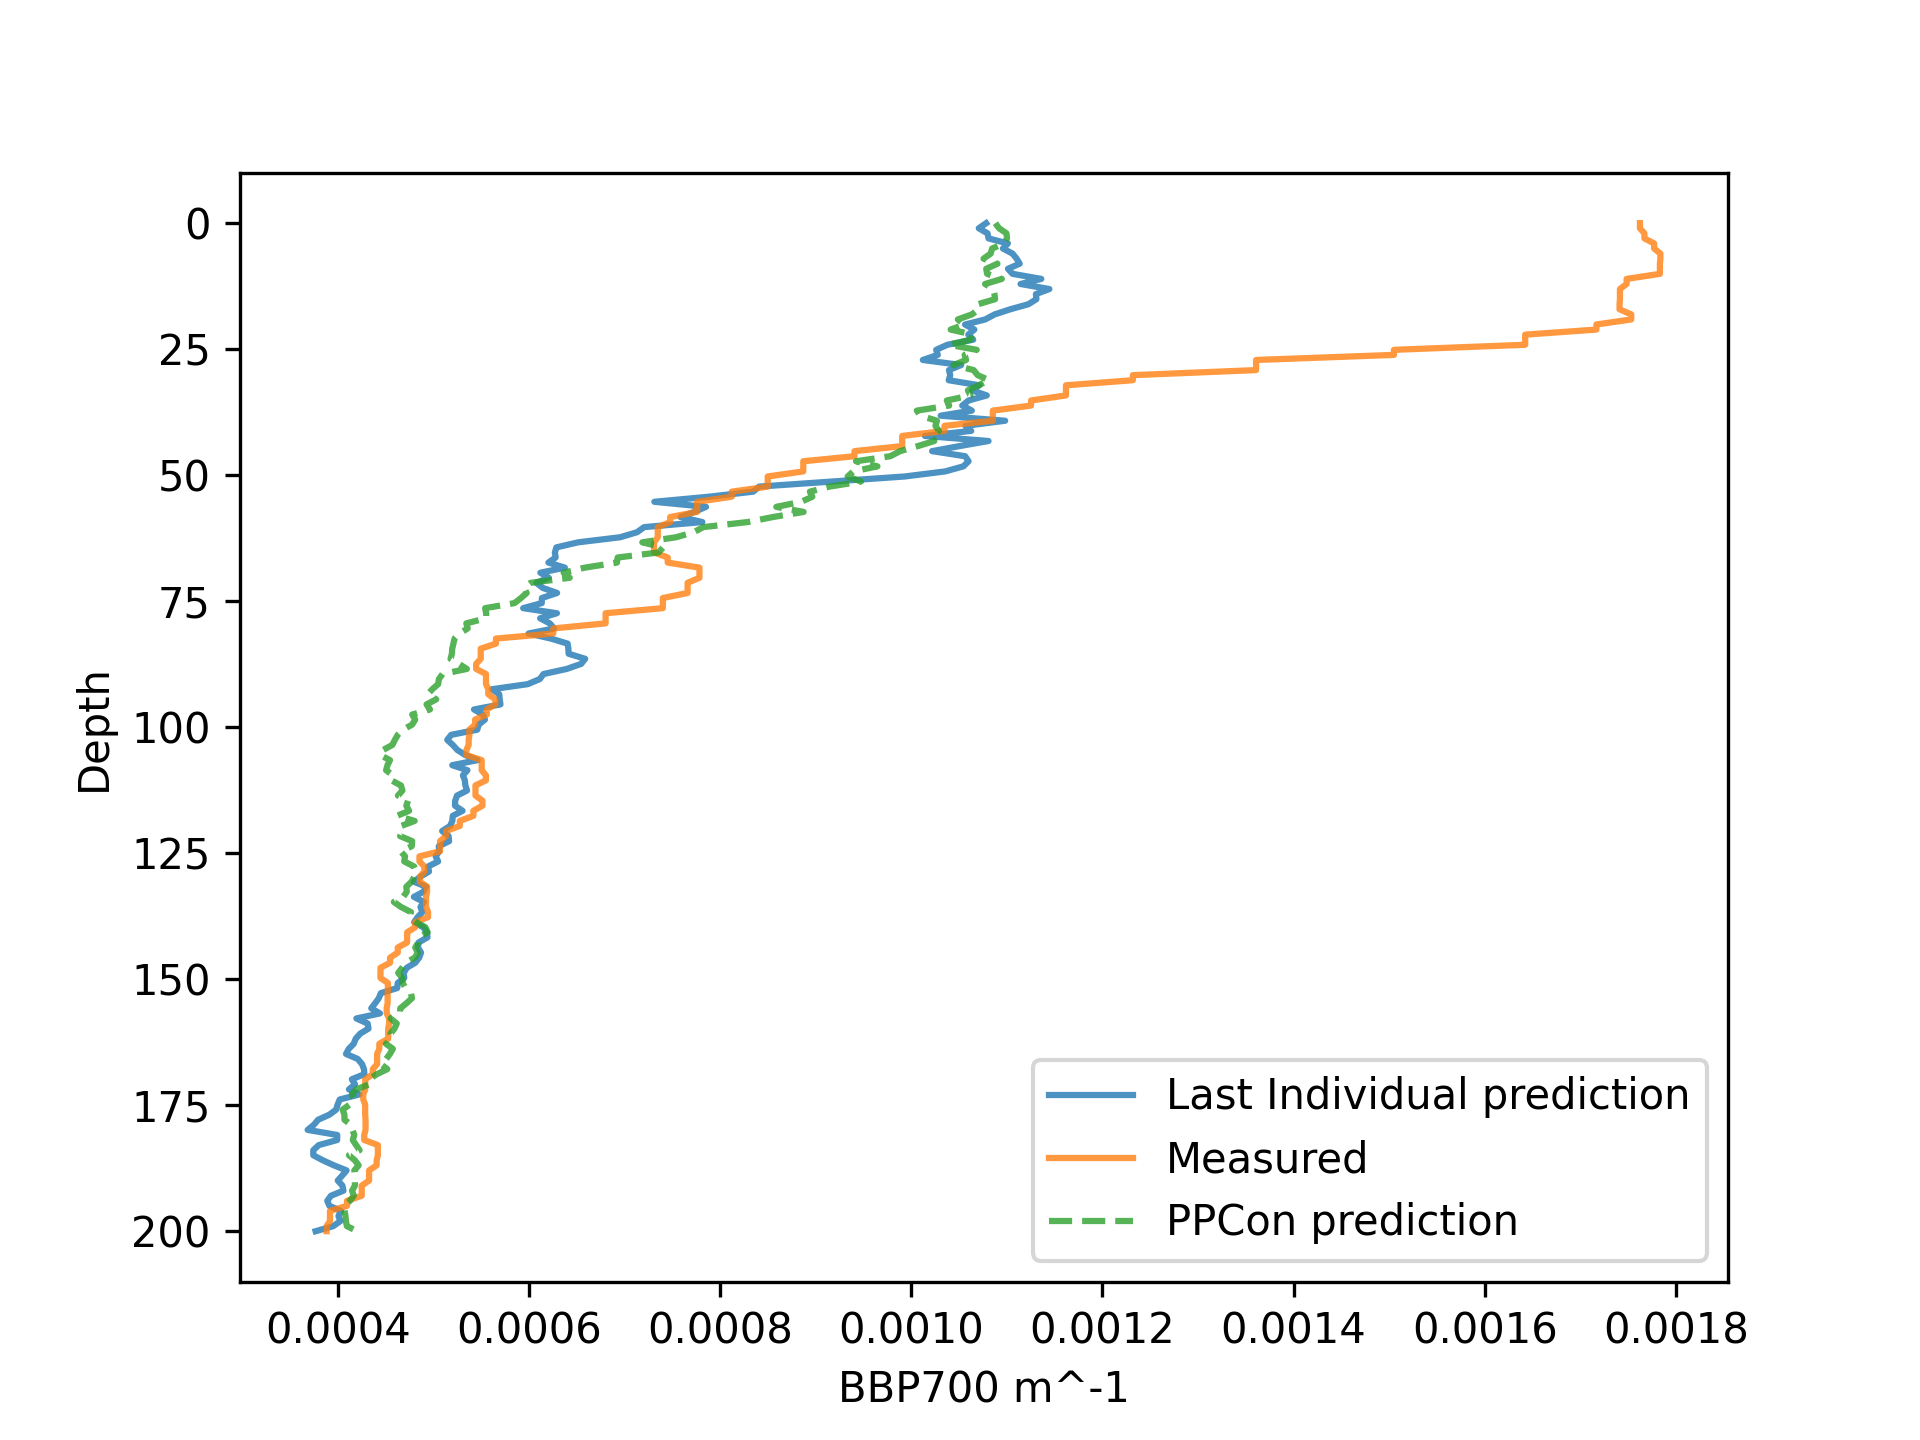 0
25
50
75
100
125
150
175
200
Depth
0.0004 0.0006 0.0008 0.0010 0.0012 0.0014 0.0016 0.0018
BBP700 m^-1
Last Individual prediction
Measured
PPCon prediction